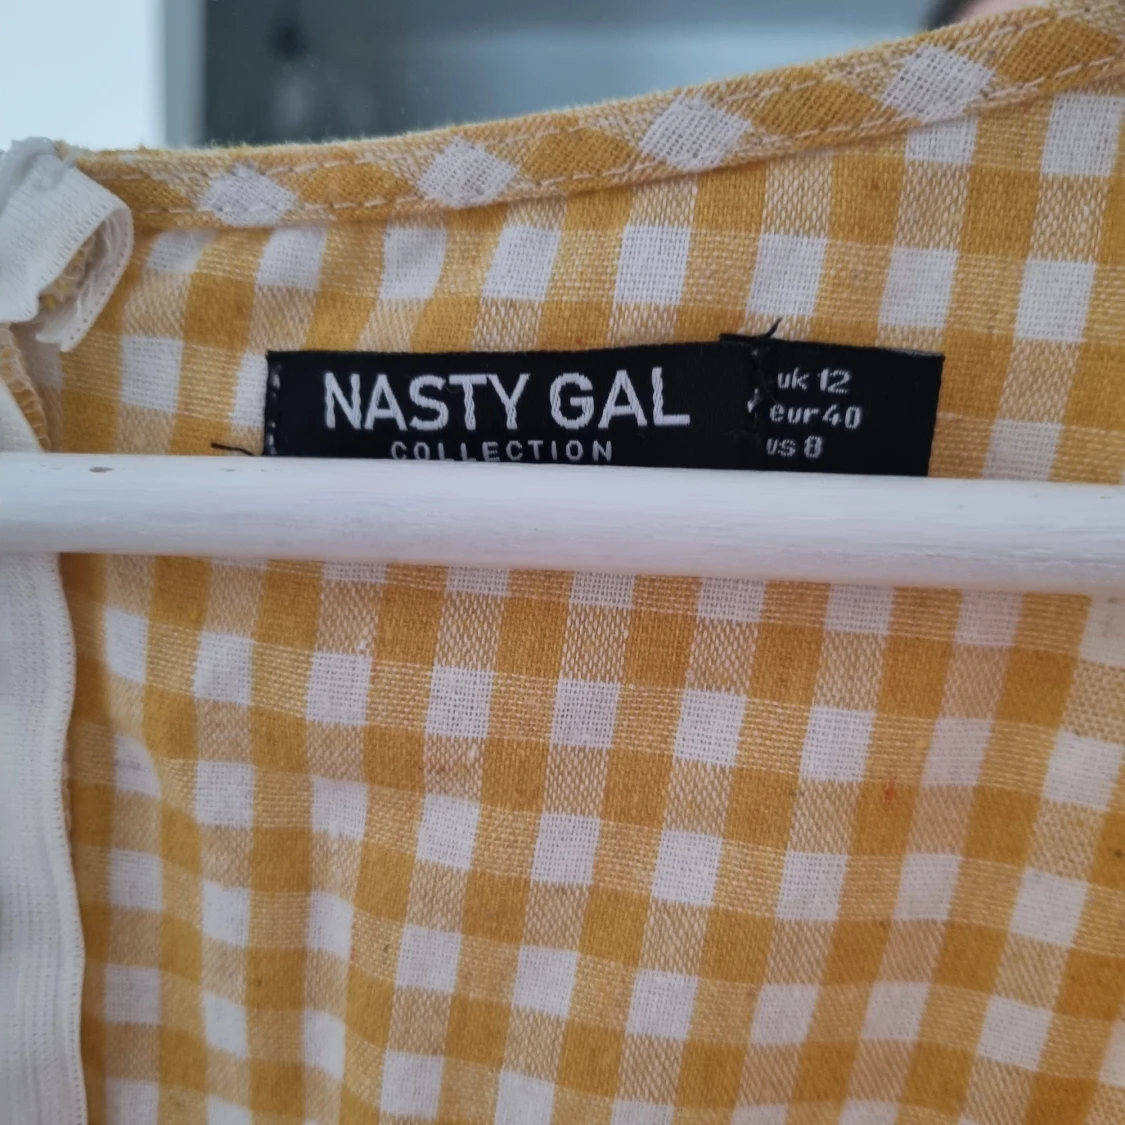 NASTY GAL
COLLECTION
uk 12
eur 40
us 8